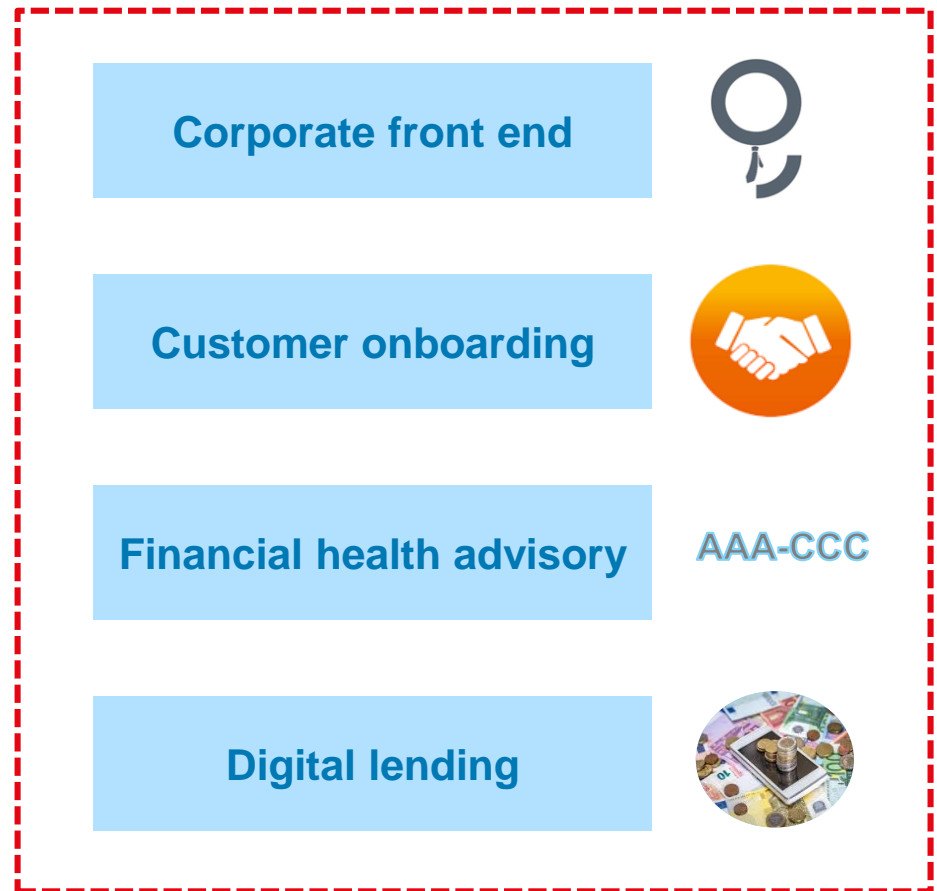 Corporate front end
Customer onboarding
Financial health advisory
AAA-CCC
Digital lending